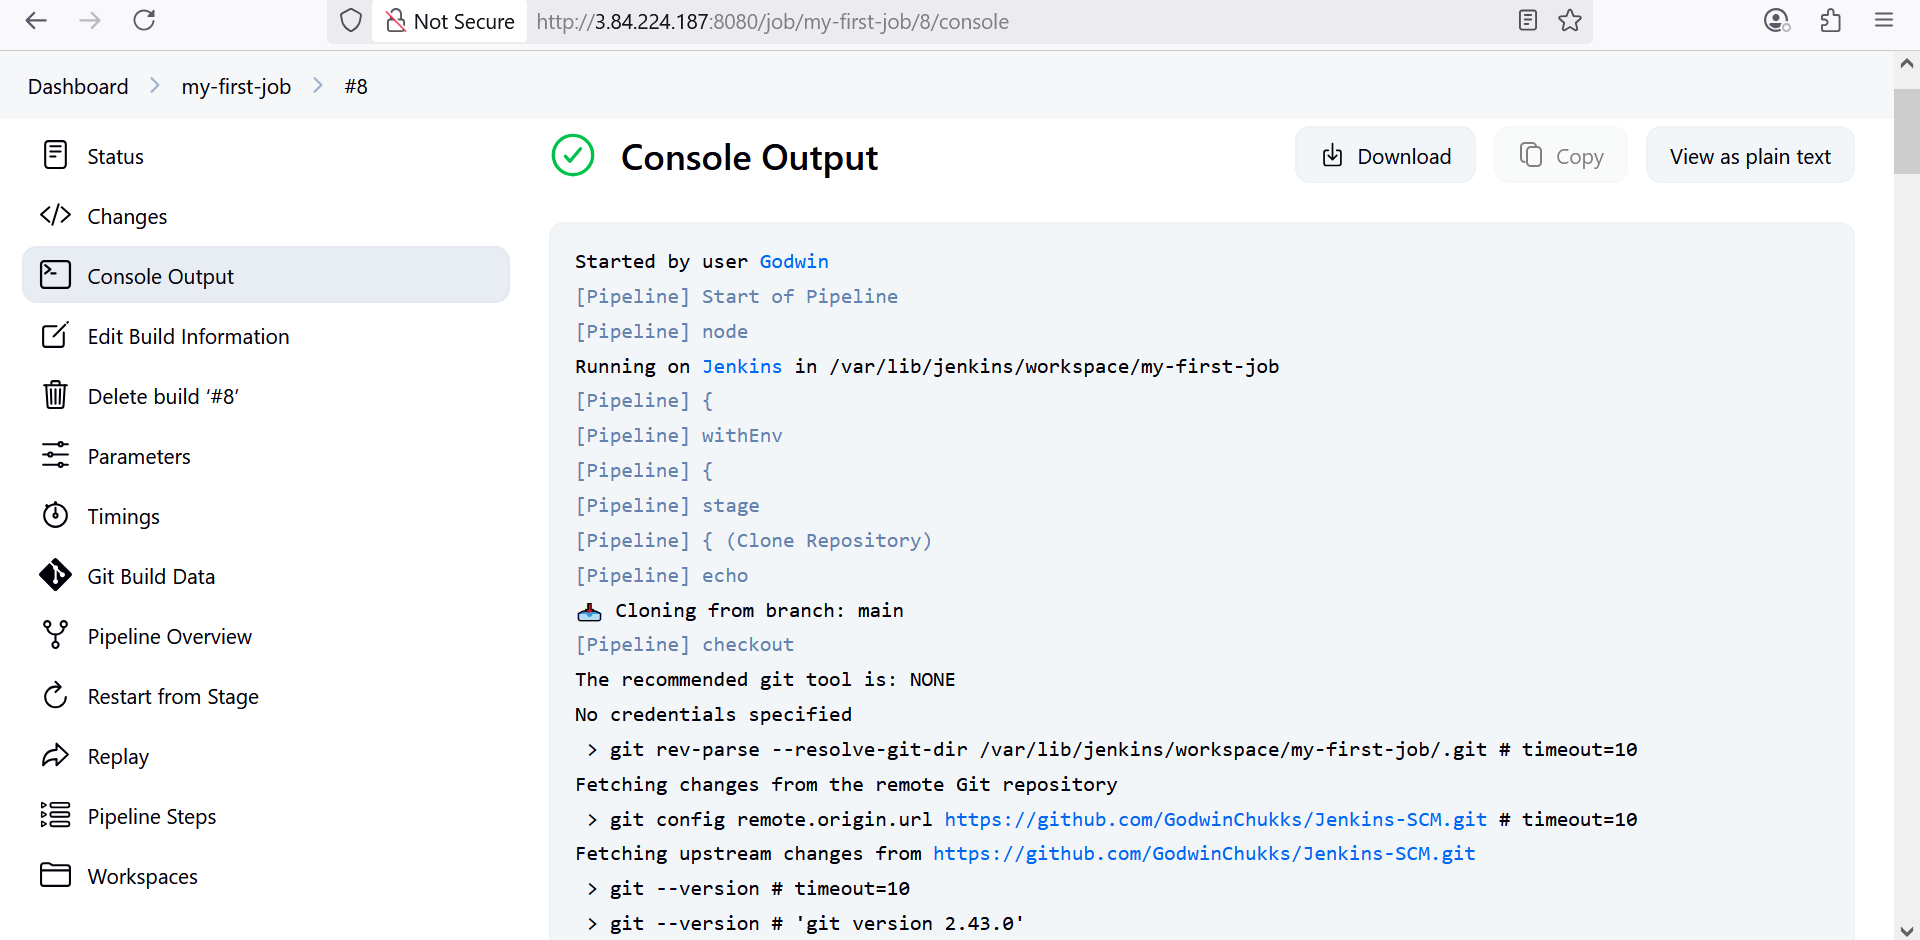 Not Secure http://3.84.224.187:8080/job/my-first-job/8/console
Dashboard my-first-job #8
Status
Changes
Console Output
Edit Build Information
Delete build ‘#8’
Parameters
Timings
Git Build Data
Pipeline Overview
Restart from Stage
Replay
Pipeline Steps
Workspaces
Console Output
Download Copy View as plain text
Started by user Godwin
[Pipeline] Start of Pipeline
[Pipeline] node
Running on Jenkins in /var/lib/jenkins/workspace/my-first-job
[Pipeline] {
[Pipeline] withEnv
[Pipeline] {
[Pipeline] stage
[Pipeline] { (Clone Repository)
[Pipeline] echo
📥 Cloning from branch: main
[Pipeline] checkout
The recommended git tool is: NONE
No credentials specified
> git rev-parse --resolve-git-dir /var/lib/jenkins/workspace/my-first-job/.git # timeout=10
Fetching changes from the remote Git repository
> git config remote.origin.url https://github.com/GodwinChukks/Jenkins-SCM.git # timeout=10
Fetching upstream changes from https://github.com/GodwinChukks/Jenkins-SCM.git
> git --version # timeout=10
> git --version # 'git version 2.43.0'